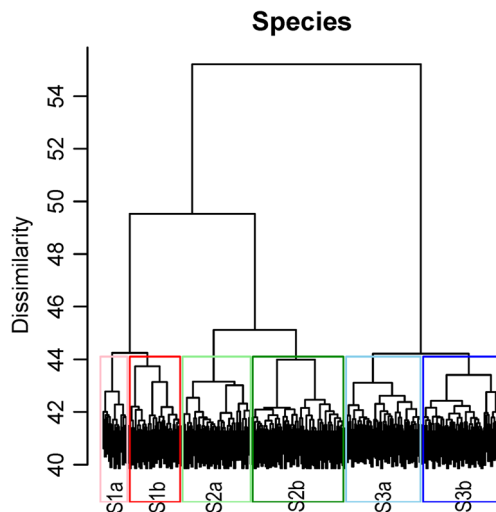 Species
Dissimilarity
54
52
50
48
46
44
42
40
S1a
S1b
S2a
S2b
S3a
S3b